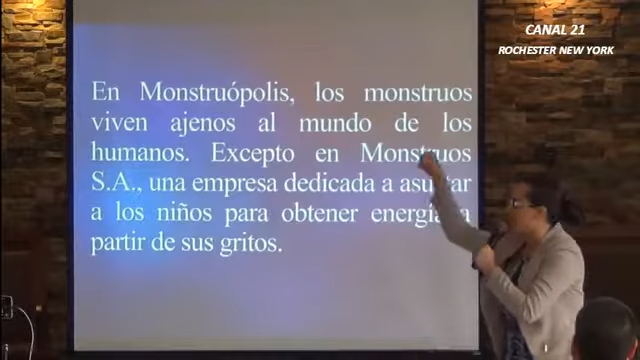 CANAL 21
ROCHESTER NEW YORK
En Monstruópolis, los monstruos
viven ajenos al mundo de los
humanos. Excepto en Monstruos
S.A., una empresa dedicada a asustar
a los niños para obtener energía a
partir de sus gritos.